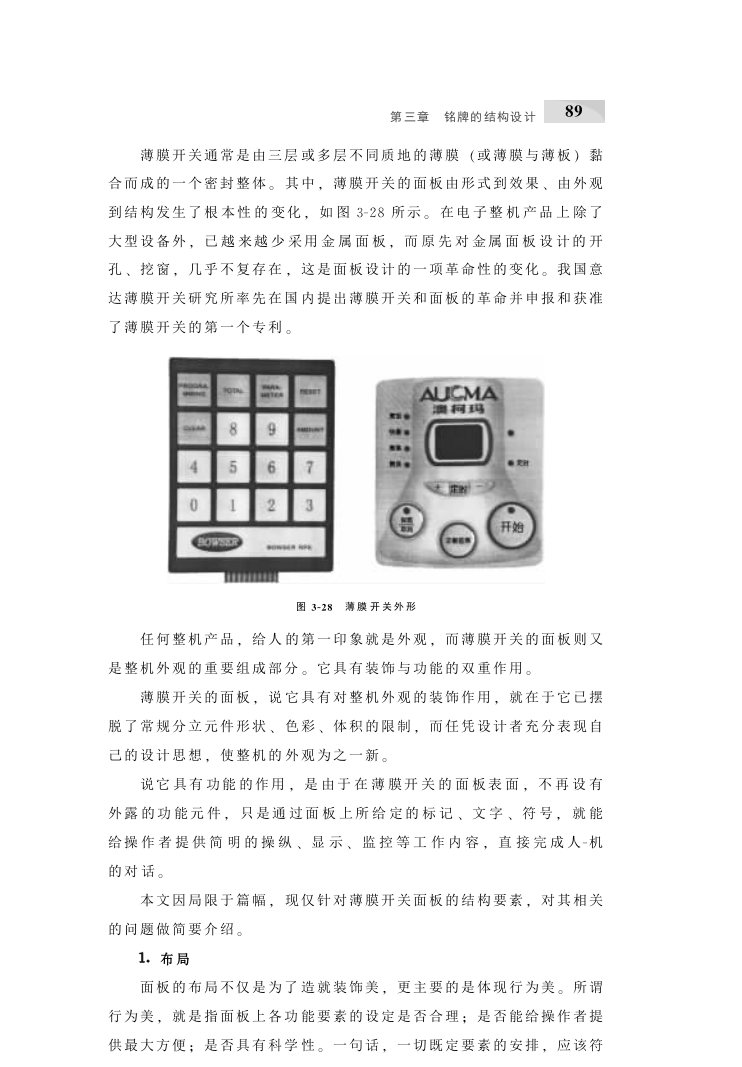 第三章 铭牌的结构设计 89
薄膜开关通常是由三层或多层不同质地的薄膜(或薄膜与薄板)黏
合而成的一个密封整体。其中,薄膜开关的面板由形式到效果、由外观
到结构发生了根本性的变化,如图 3-28 所示。在电子整机产品上除了
大型设备外,已越来越少采用金属面板,而原先对金属面板设计的开
孔、挖窗,几乎不复存在,这是面板设计的一项革命性的变化。我国意
达薄膜开关研究所率先在国内提出薄膜开关和面板的革命并申报和获准
了薄膜开关的第一个专利。
PROGRA-
MMING
TOTAL
PARA-
METER
RESET
CLEAR
8
9
AMOUNT
4
5
6
7
0
1
2
3
BOWSER
BOWSER HPS
AUCMA
澳柯玛
定时
+ 定时 -
开始
图 3-28 薄膜开关外形
任何整机产品,给人的第一印象就是外观,而薄膜开关的面板则又
是整机外观的重要组成部分。它具有装饰与功能的双重作用。
薄膜开关的面板,说它具有对整机外观的装饰作用,就在于它已摆
脱了常规分立元件形状、色彩、体积的限制,而任凭设计者充分表现自
己的设计思想,使整机的外观为之一新。
说它具有功能的作用,是由于在薄膜开关的面板表面,不再设有
外露的功能元件,只是通过面板上所给定的标记、文字、符号,就能
给操作者提供简明的操纵、显示、监控等工作内容,直接完成人-机
的对话。
本文因局限于篇幅,现仅针对薄膜开关面板的结构要素,对其相关
的问题做简要介绍。
1. 布局
面板的布局不仅是为了造就装饰美,更主要的是体现行为美。所谓
行为美,就是指面板上各功能要素的设定是否合理;是否能给操作者提
供最大方便;是否具有科学性。一句话,一切既定要素的安排,应该符